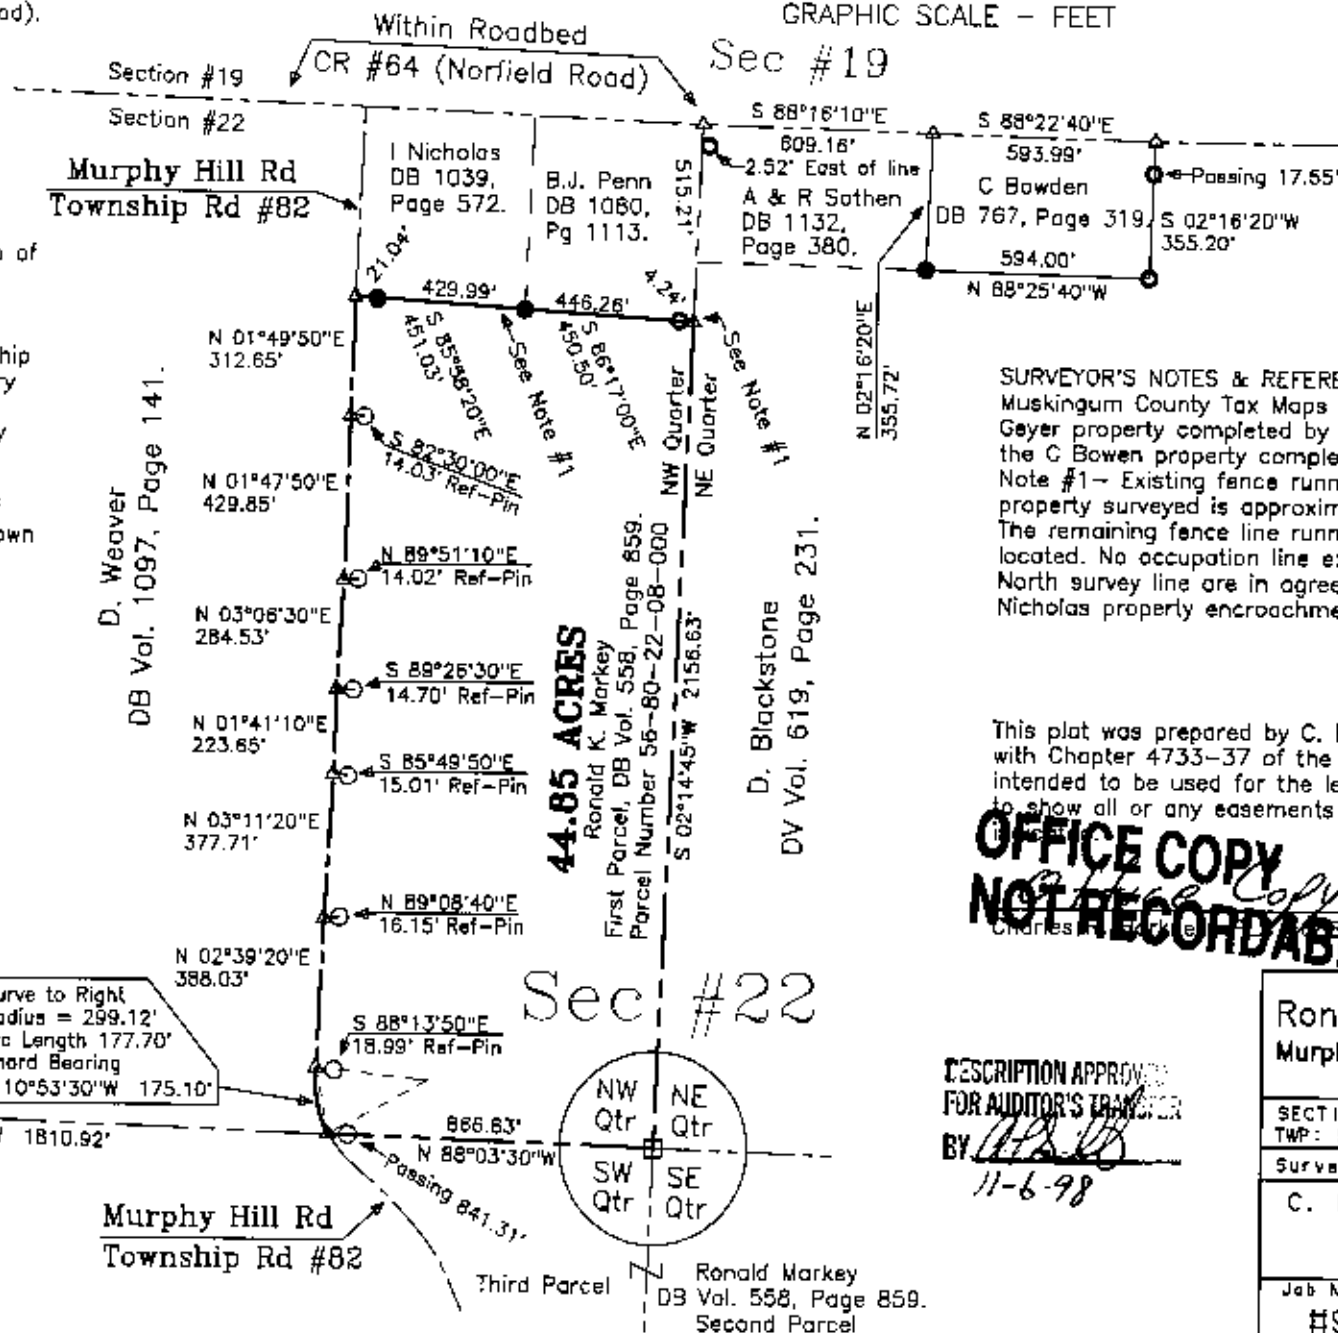 ad).
GRAPHIC SCALE - FEET
Within Roadbed
CR #64 (Norfield Road)
Sec #19
Section #19
Section #22
S 88°16'10"E
609.16'
S 88°22'40"E
593.99'
2.52' East of line
Passing 17.55'
Murphy Hill Rd
Township Rd #82
I Nicholas
DB 1039,
Page 572.
B.J. Penn
DB 1060,
Pg 1113.
515.21'
A & R Sothen
DB 1132,
Page 380.
C Bowden
DB 767, Page 319.
S 02°16'20"W
355.20'
594.00'
N 88°25'40"W
N 02°16'20"E
355.72'
of
21.04'
429.99'
446.26'
4.24'
S 85°58'20"E
451.03'
See Note #1
S 86°17'00"E
450.50'
See Note #1
NW Quarter
NE Quarter
N 01°49'50"E
312.65'
hip
ry
y
own
D. Weaver
DB Vol. 1097, Page 141.
S 82°30'00"E
14.03' Ref-Pin
N 01°47'50"E
429.85'
N 89°51'10"E
14.02' Ref-Pin
N 03°06'30"E
284.53'
S 89°26'30"E
14.70' Ref-Pin
N 01°41'10"E
223.65'
S 85°49'50"E
15.01' Ref-Pin
N 03°11'20"E
377.71'
N 89°08'40"E
16.15' Ref-Pin
N 02°39'20"E
388.03'
S 88°13'50"E
18.99' Ref-Pin
44.85 ACRES
Ronald K. Markey
First Parcel, DB Vol. 558, Page 859.
Parcel Number 56-80-22-08-000
S 02°14'45"W 2156.63'
D. Blackstone
DV Vol. 619, Page 231.
SURVEYOR'S NOTES & REFERE
Muskingum County Tax Maps
Geyer property completed by
the C Bowen property comple
Note #1- Existing fence runn
property surveyed is approxim
The remaining fence line runn
located. No occupation line e
North survey line are in agree
Nicholas property encroachme
This plat was prepared by C.
with Chapter 4733-37 of the
intended to be used for the le
to show all or any easements
OFFICE COPY
NOT RECORDAB
Copy
Charles R.
Sec #22
urve to Right
adius = 299.12'
c Length 177.70'
hord Bearing
10°53'30"W 175.10'
1810.92'
866.63'
N 88°03'30"W
Passing 841.31'
NW
Qtr
NE
Qtr
SW
Qtr
SE
Qtr
Murphy Hill Rd
Township Rd #82
Third Parcel
Ronald Markey
DB Vol. 558, Page 859.
Second Parcel
DESCRIPTION APPROVED
FOR AUDITOR'S TRANSFER
BY
11-6-98
Ron
Murp
SECTI
TWP:
Surve
C.
Job N
#9